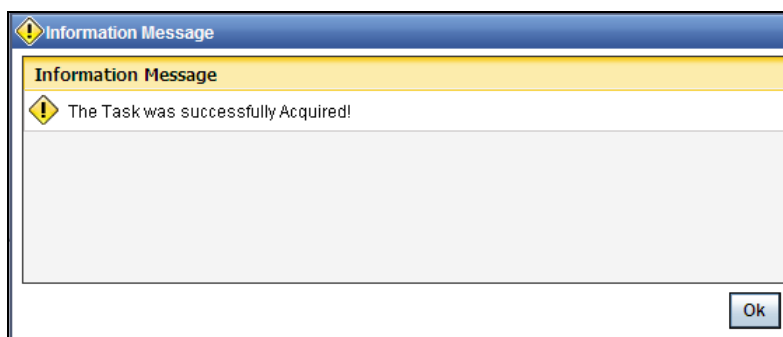 Information Message
Information Message
The Task was successfully Acquired!
Ok